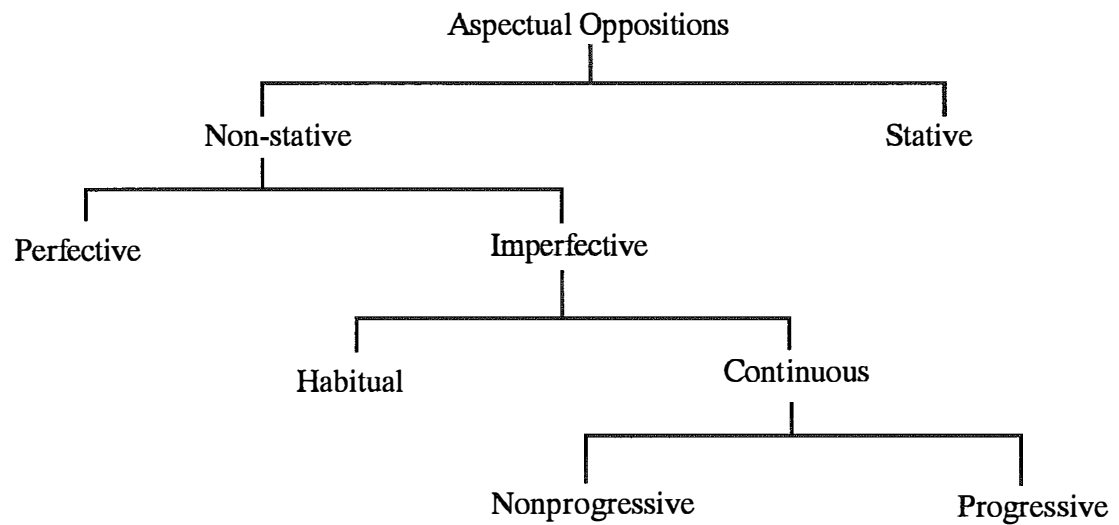 Aspectual Oppositions
Non-stative
Stative
Perfective
Imperfective
Habitual
Continuous
Nonprogressive
Progressive